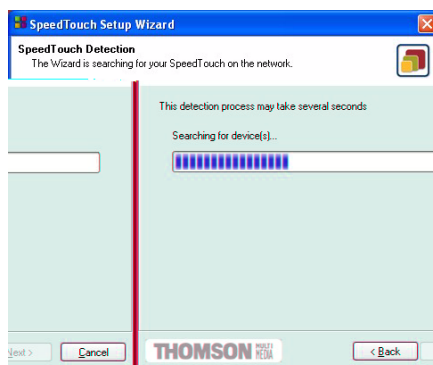 SpeedTouch Setup Wizard
SpeedTouch Detection
The Wizard is searching for your SpeedTouch on the network.
This detection process may take several seconds
Searching for device(s)...
Next >
Cancel
THOMSON MULTI MEDIA
< Back